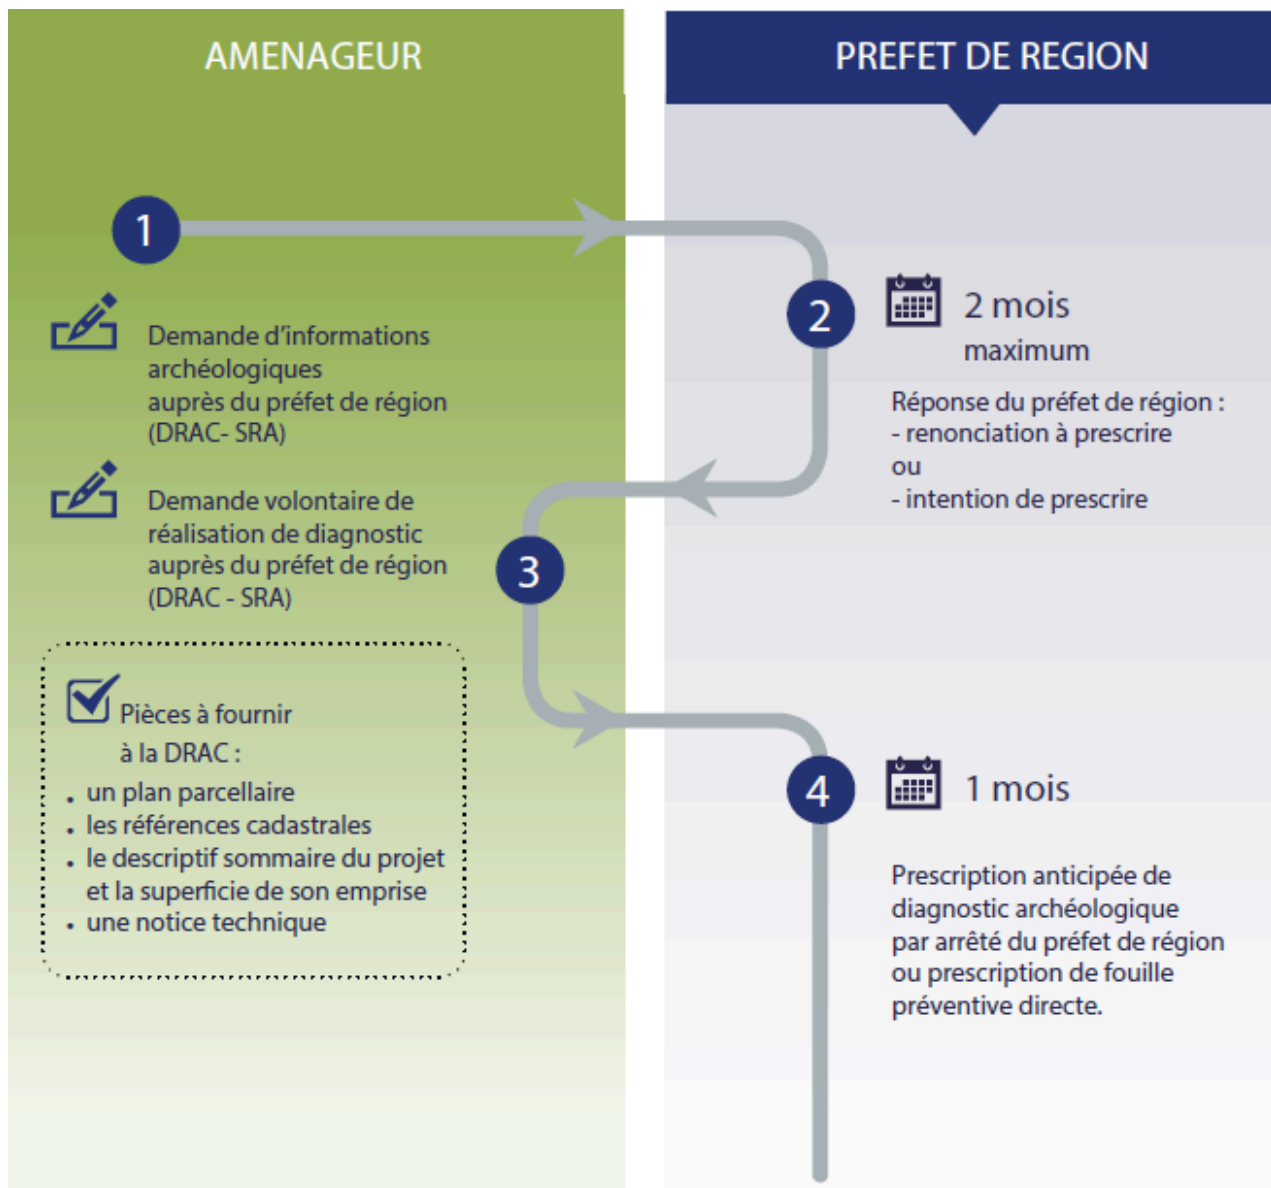 AMENAGEUR
1
Demande d'informations
archéologiques
auprès du préfet de région
(DRAC- SRA)
Demande volontaire de
réalisation de diagnostic
auprès du préfet de région
(DRAC - SRA)
3
Pièces à fournir
à la DRAC :
• un plan parcellaire
• les références cadastrales
• le descriptif sommaire du projet
et la superficie de son emprise
• une notice technique
PREFET DE REGION
2
2 mois
maximum
Réponse du préfet de région :
- renonciation à prescrire
ou
- intention de prescrire
4
1 mois
Prescription anticipée de
diagnostic archéologique
par arrêté du préfet de région
ou prescription de fouille
préventive directe.